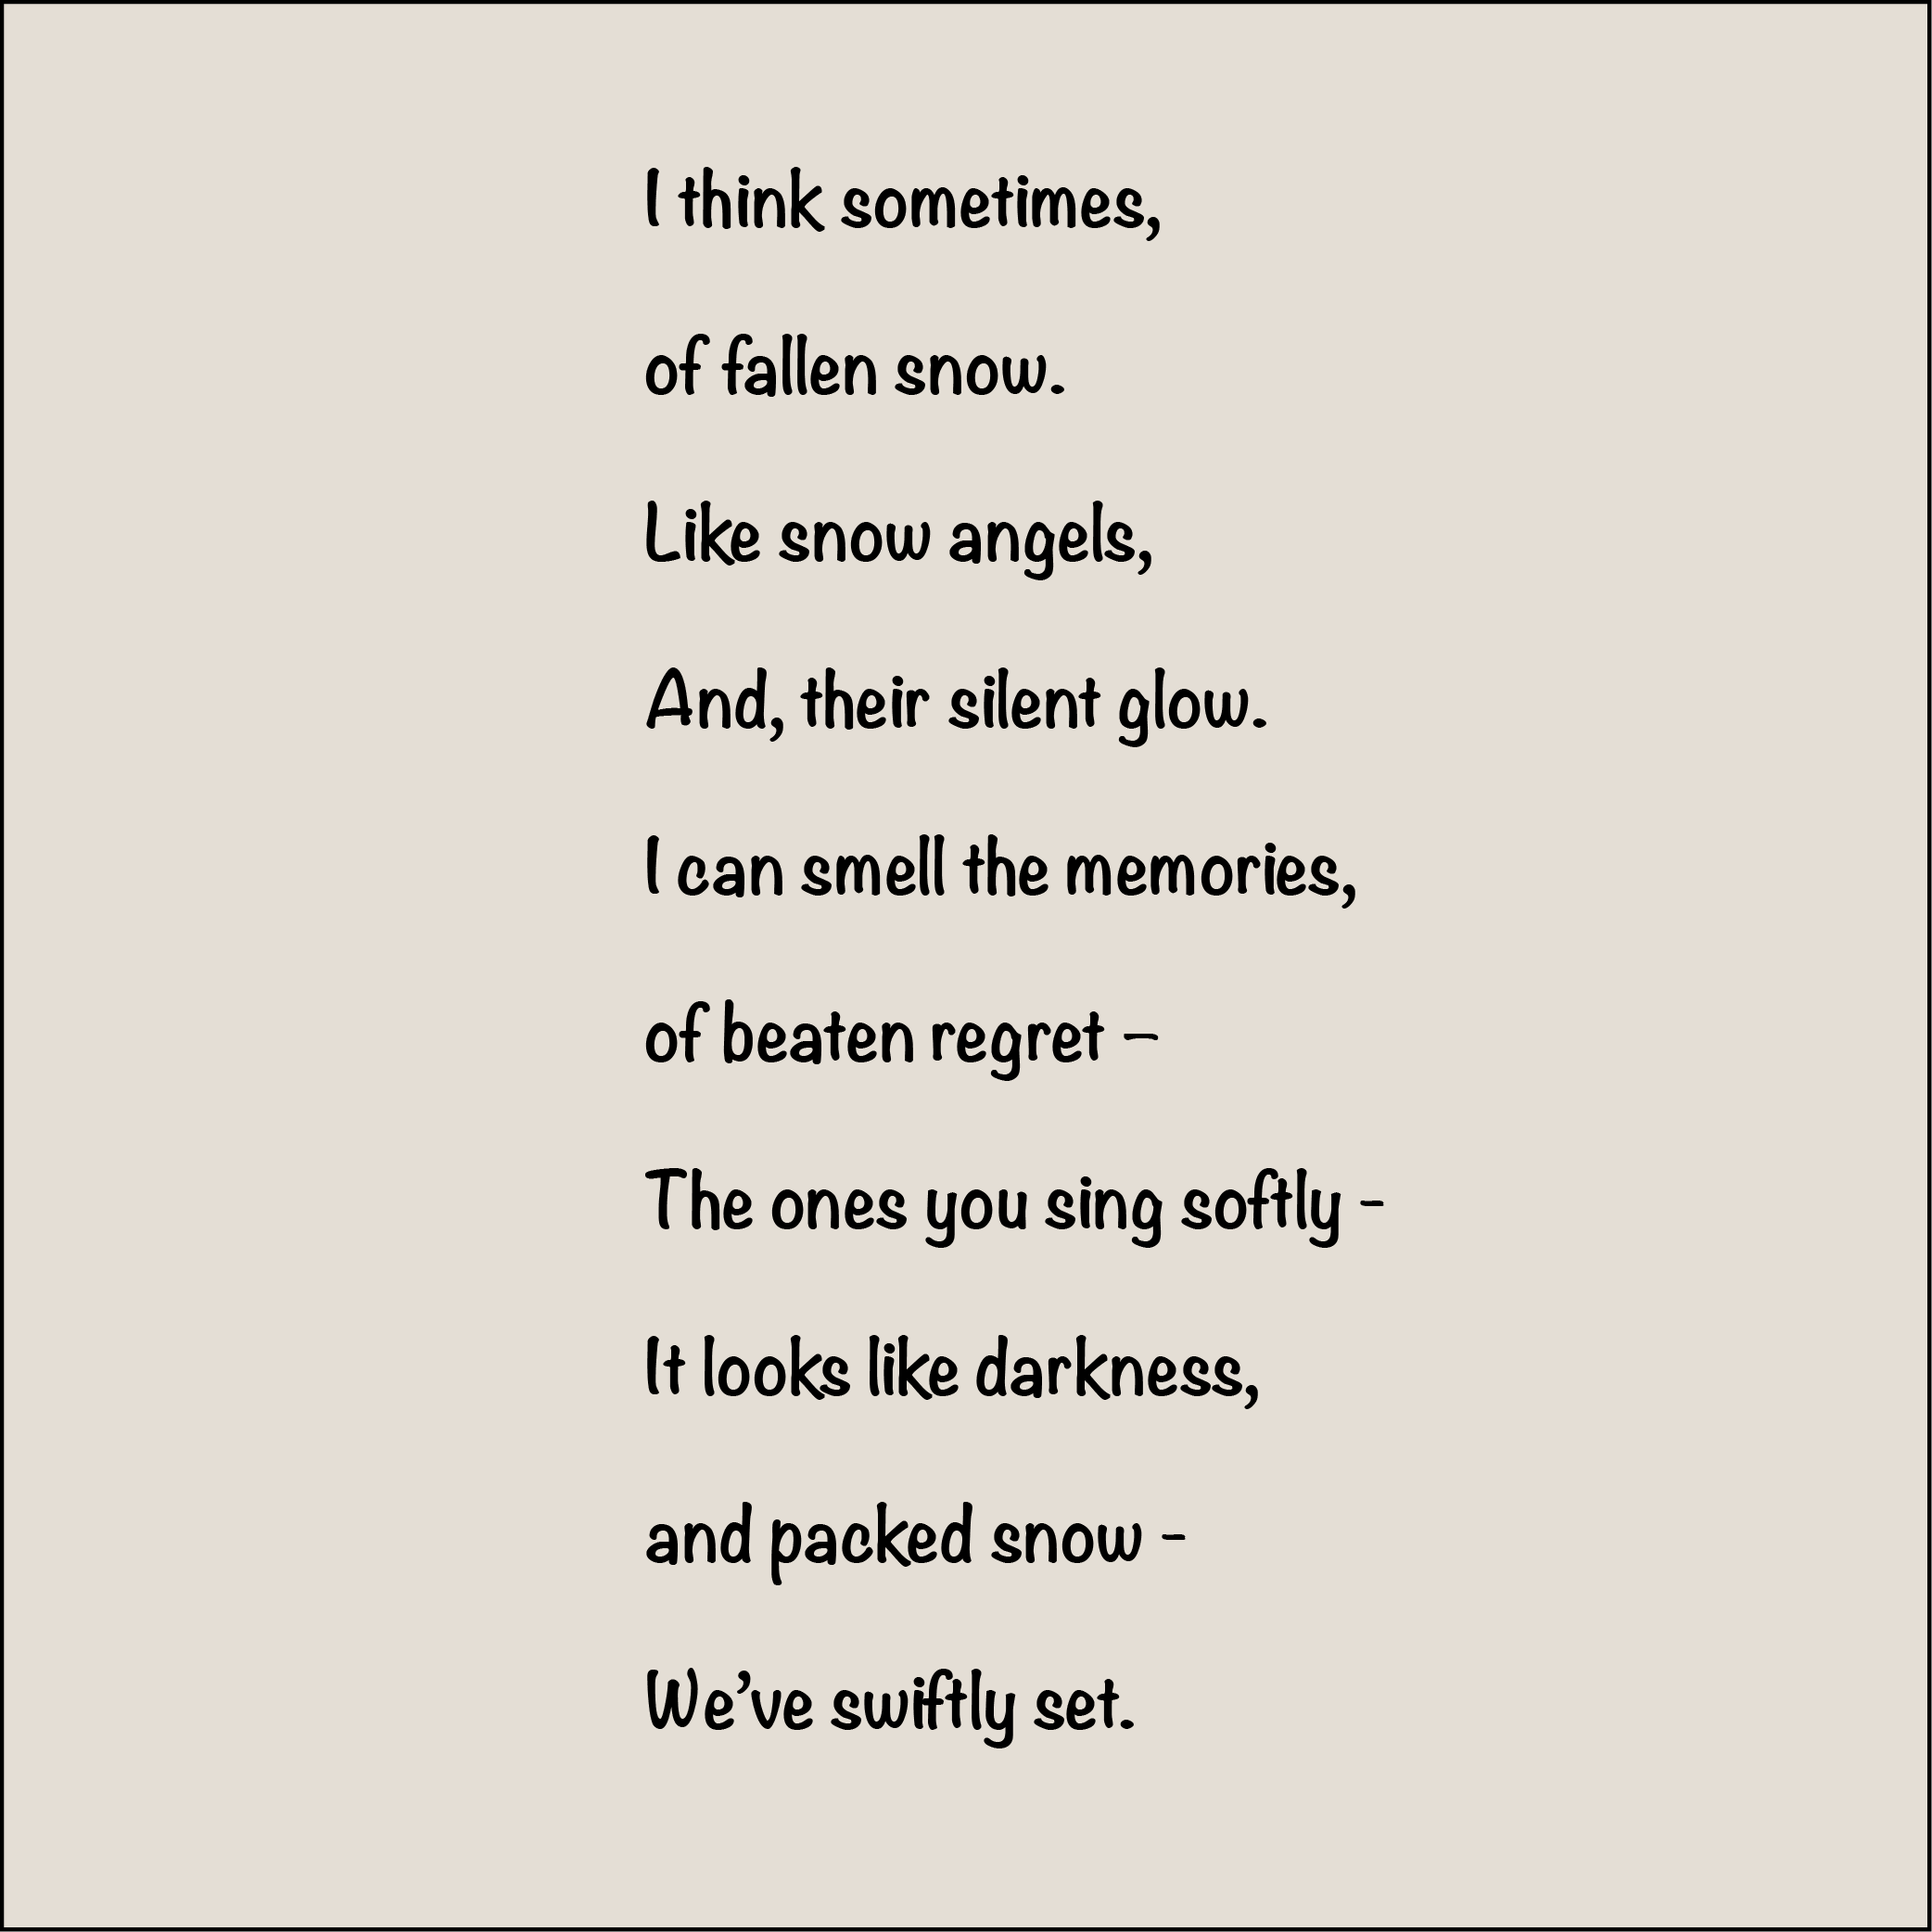 I think sometimes,
of fallen snow.
Like snow angels,
And, their silent glow.
I can smell the memories,
of beaten regret –
The ones you sing softly -
It looks like darkness,
and packed snow -
We’ve swiftly set.